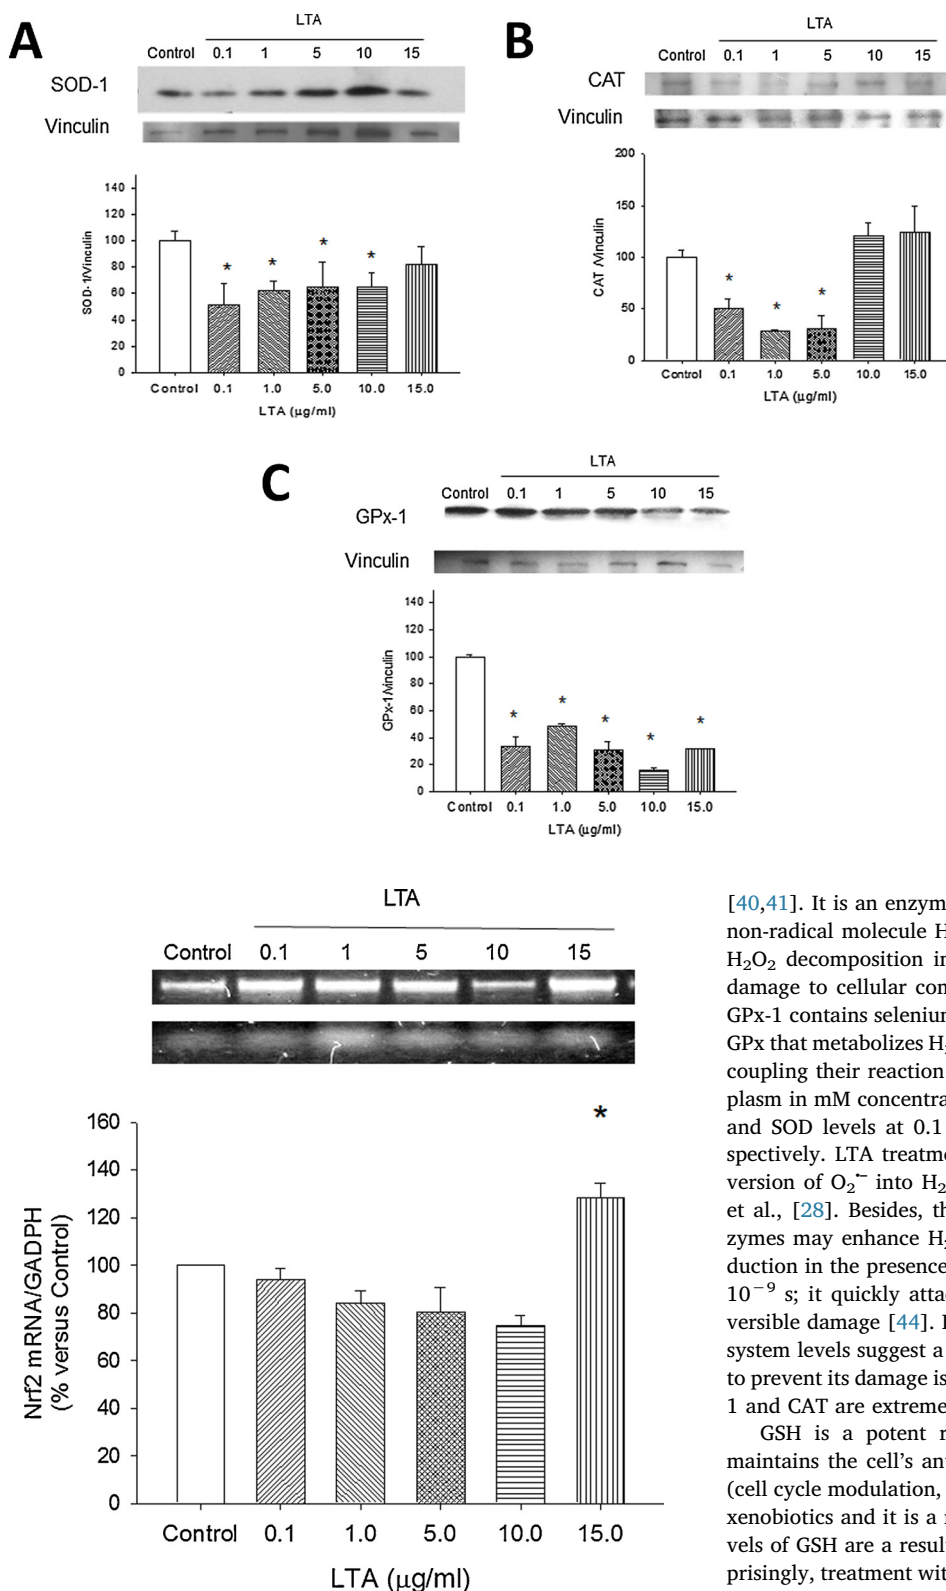 A
LTA
Control 0.1 1 5 10 15
SOD-1
Vinculin
140
120
100
80
60
40
20
0
SOD-1/Vinculin
* * * *
Control 0.1 1.0 5.0 10.0 15.0
LTA (μg/ml)
B
LTA
Control 0.1 1 5 10 15
CAT
Vinculin
200
150
100
50
0
CAT /Vinculin
* * *
Control 0.1 1.0 5.0 10.0 15.0
LTA (μg/ml)
C
LTA
Control 0.1 1 5 10 15
GPx-1
Vinculin
140
120
100
80
60
40
20
0
GPx-1/vinculin
* * * * *
Control 0.1 1.0 5.0 10.0 15.0
LTA (μg/ml)
LTA
Control 0.1 1 5 10 15
160
140
120
100
80
60
40
20
0
Nrf2 mRNA/GADPH
(% versus Control)
*
Control 0.1 1.0 5.0 10.0 15.0
LTA (μg/ml)
[40,41]. It is an enzym
non-radical molecule H
H₂O₂ decomposition in
damage to cellular con
GPx-1 contains selenium
GPx that metabolizes H
coupling their reaction
plasm in mM concentra
and SOD levels at 0.1
spectively. LTA treatme
version of O₂•− into H₂
et al., [28]. Besides, th
zymes may enhance H
duction in the presence
10⁻⁹ s; it quickly attac
versible damage [44]. I
system levels suggest a
to prevent its damage is
1 and CAT are extreme
GSH is a potent r
maintains the cell's an
(cell cycle modulation,
xenobiotics and it is a r
vels of GSH are a result
prisingly, treatment wit